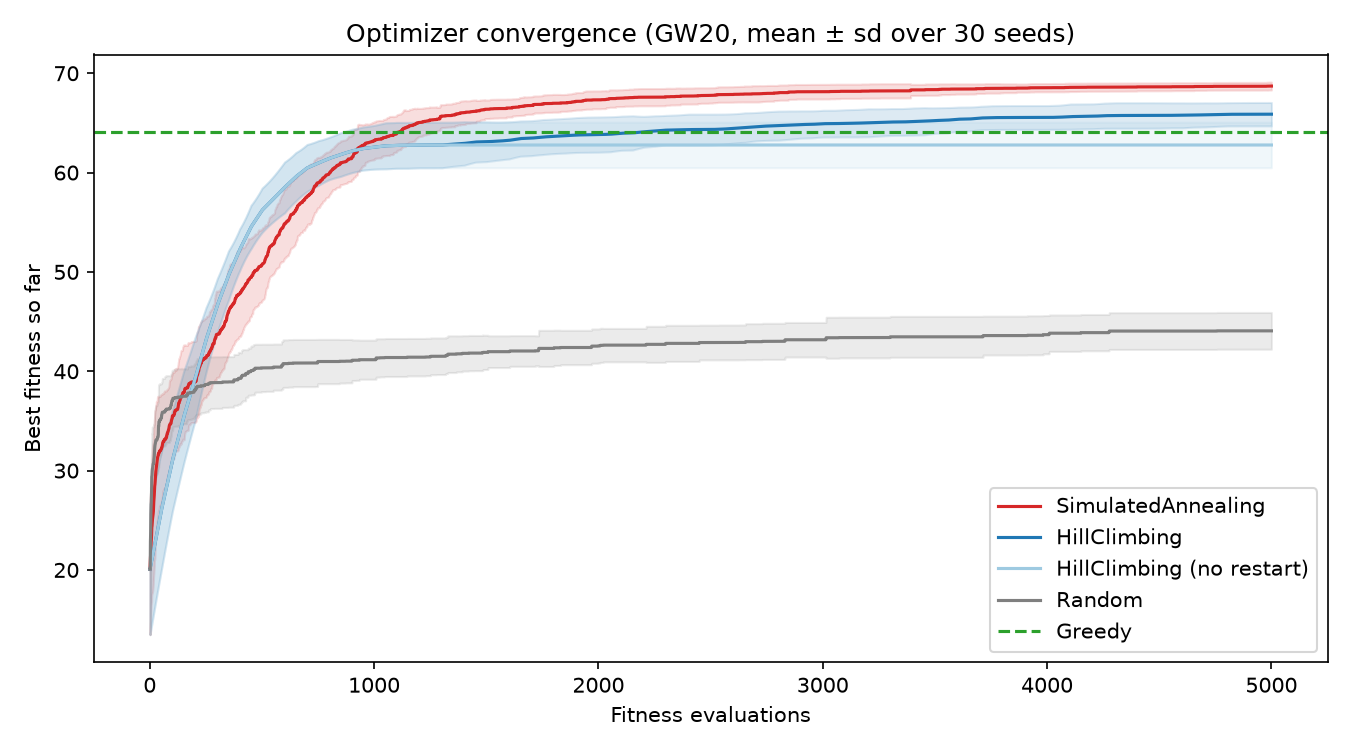 Optimizer convergence (GW20, mean ± sd over 30 seeds)
Best fitness so far
70
60
50
40
30
20
0
1000
2000
3000
4000
5000
Fitness evaluations
SimulatedAnnealing
HillClimbing
HillClimbing (no restart)
Random
Greedy